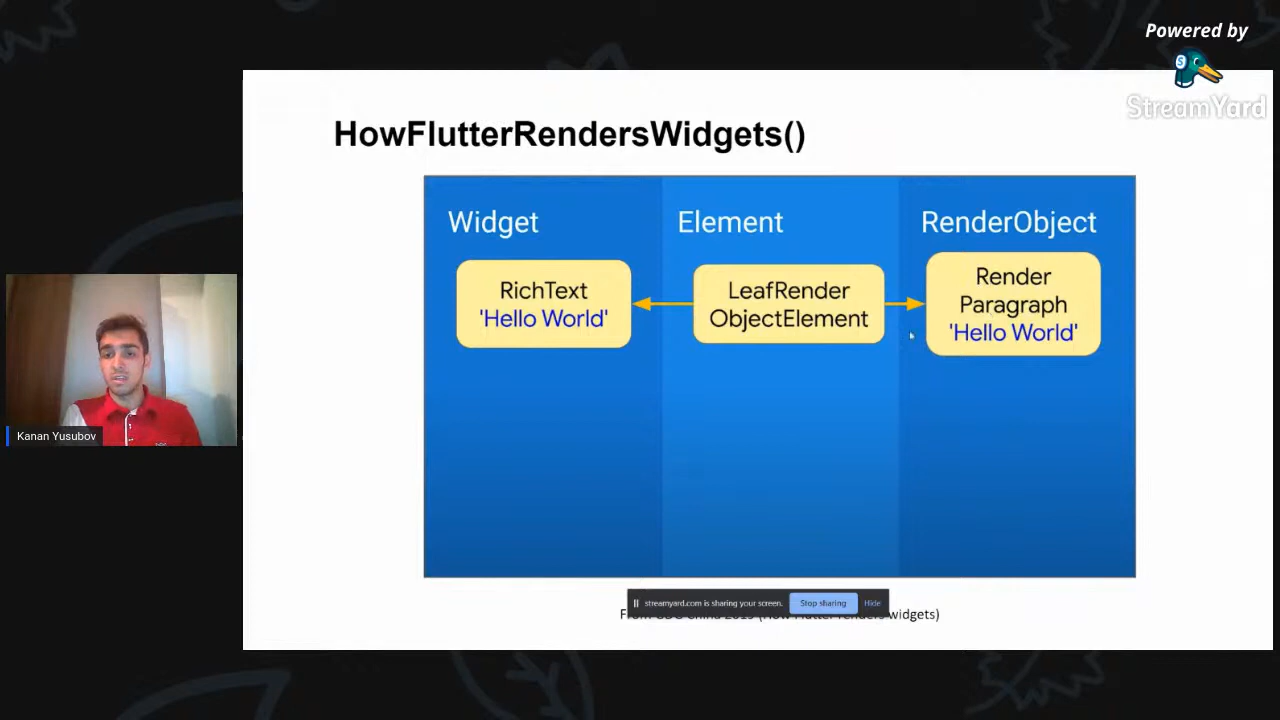 Powered by
StreamYard
HowFlutterRendersWidgets()
Widget
Element
RenderObject
RichText
'Hello World'
LeafRender
ObjectElement
Render
Paragraph
'Hello World'
Kanan Yusubov
streamyard.com is sharing your screen.
Stop sharing
Hide
widgets)